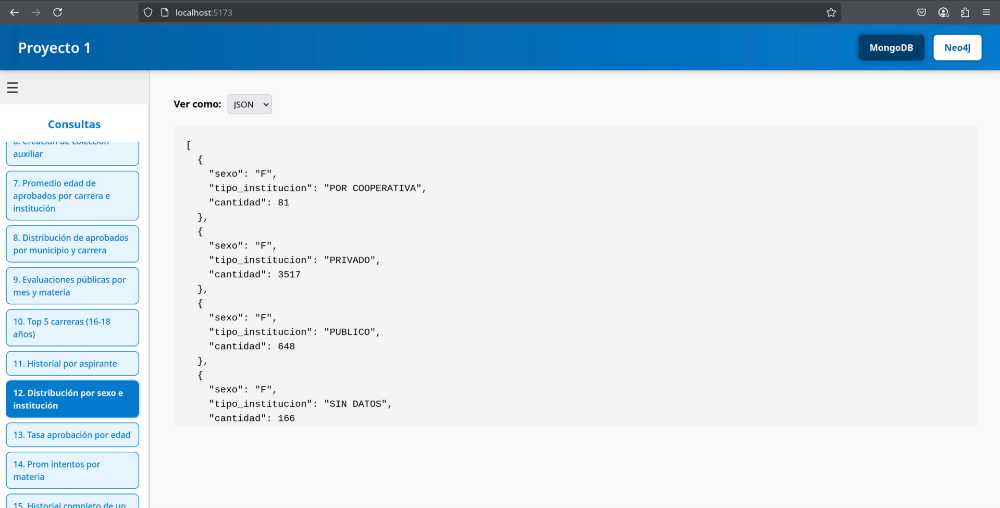 localhost:5173
Proyecto 1
MongoDB
Neo4J
☰
Consultas
6. Creación de colección
auxiliar
7. Promedio edad de
aprobados por carrera e
institución
8. Distribución de aprobados
por municipio y carrera
9. Evaluaciones públicas por
mes y materia
10. Top 5 carreras (16-18
años)
11. Historial por aspirante
12. Distribución por sexo e
institución
13. Tasa aprobación por edad
14. Prom intentos por
materia
15. Historial completo de un
Ver como: JSON
[
{
"sexo": "F",
"tipo_institucion": "POR COOPERATIVA",
"cantidad": 81
},
{
"sexo": "F",
"tipo_institucion": "PRIVADO",
"cantidad": 3517
},
{
"sexo": "F",
"tipo_institucion": "PUBLICO",
"cantidad": 648
},
{
"sexo": "F",
"tipo_institucion": "SIN DATOS",
"cantidad": 166